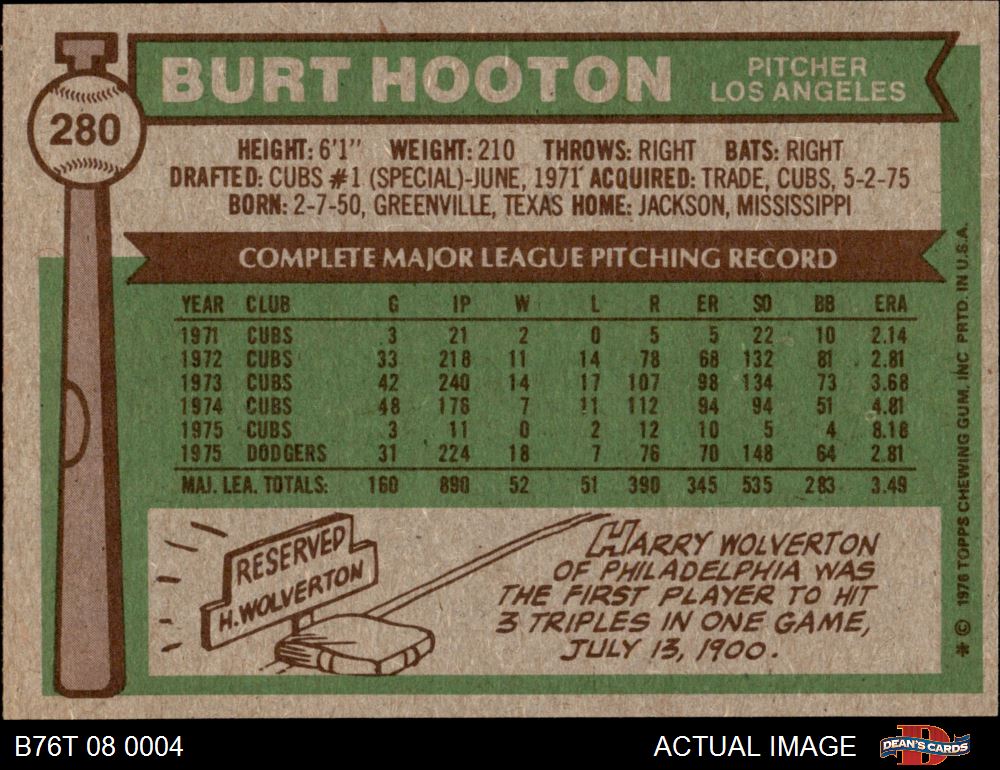 BURT HOOTON
PITCHER
LOS ANGELES
280
HEIGHT: 6'1" WEIGHT: 210 THROWS: RIGHT BATS: RIGHT
DRAFTED: CUBS #1 (SPECIAL)-JUNE, 1971 ACQUIRED: TRADE, CUBS, 5-2-75
BORN: 2-7-50, GREENVILLE, TEXAS HOME: JACKSON, MISSISSIPPI
COMPLETE MAJOR LEAGUE PITCHING RECORD
YEAR CLUB G IP W L R ER SO BB ERA
1971 CUBS 3 21 2 0 5 5 22 10 2.14
1972 CUBS 33 218 11 14 78 68 132 81 2.81
1973 CUBS 42 240 14 17 107 98 134 73 3.68
1974 CUBS 48 176 7 11 112 94 94 51 4.81
1975 CUBS 3 11 0 2 12 10 5 4 8.18
1975 DODGERS 31 224 18 7 76 70 148 64 2.81
MAJ. LEA. TOTALS: 160 890 52 51 390 345 535 283 3.49
RESERVED
H. WOLVERTON
HARRY WOLVERTON
OF PHILADELPHIA WAS
THE FIRST PLAYER TO HIT
3 TRIPLES IN ONE GAME,
JULY 13, 1900.
* © 1976 TOPPS CHEWING GUM, INC PRTD. IN U.S.A.
B76T 08 0004
ACTUAL IMAGE
DEAN'S CARDS